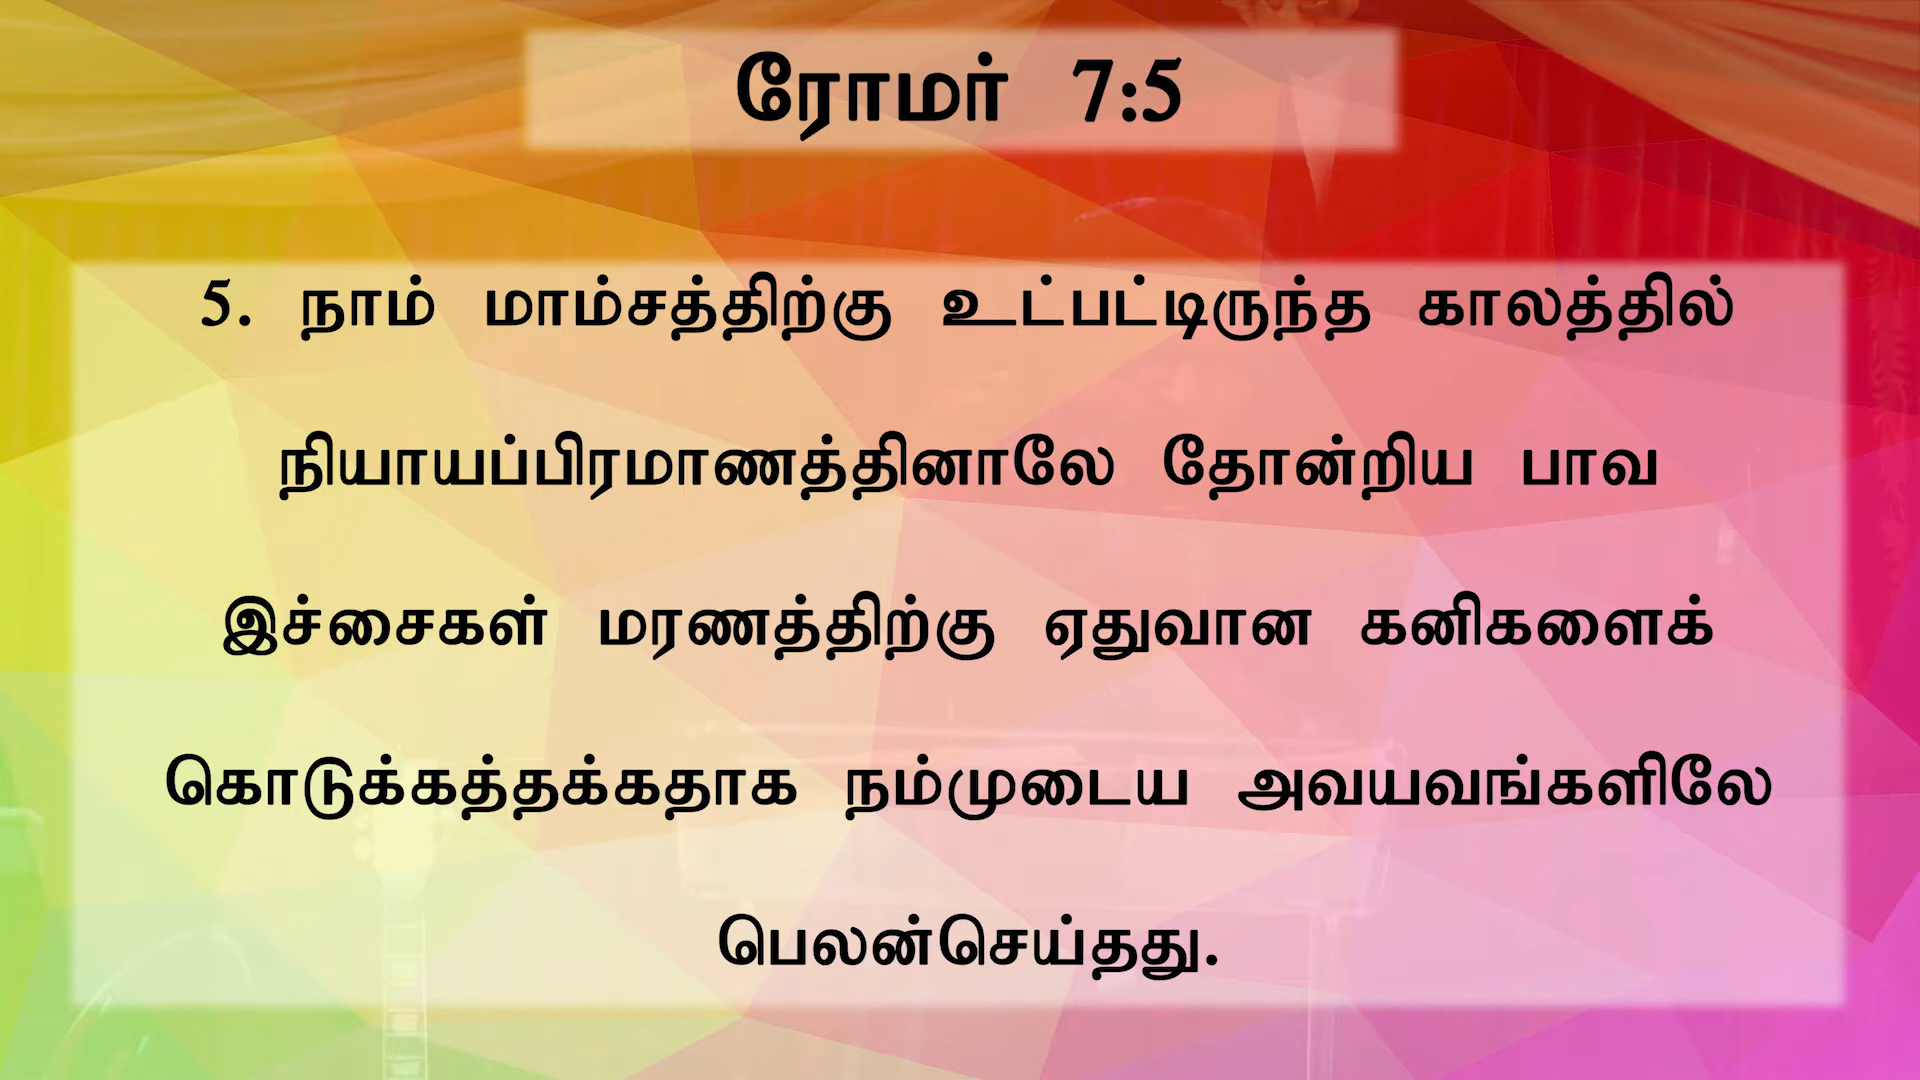 ரோமர் 7:5
5. நாம் மாம்சத்திற்கு உட்பட்டிருந்த காலத்தில்
நியாயப்பிரமாணத்தினாலே தோன்றிய பாவ
இச்சைகள் மரணத்திற்கு ஏதுவான கனிகளைக்
கொடுக்கத்தக்கதாக நம்முடைய அவயவங்களிலே
பெலன்செய்தது.